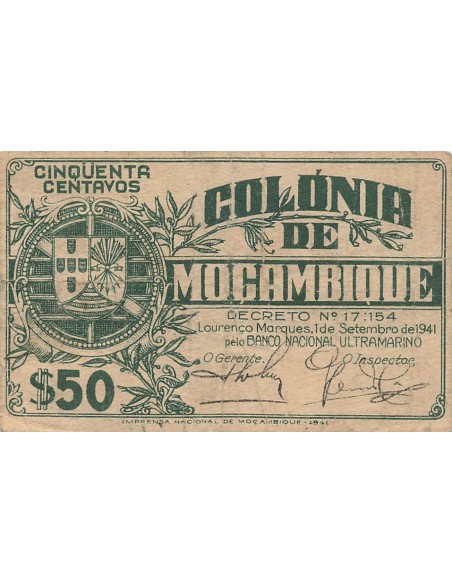 CINQÜENTA
CENTAVOS
COLÓNIA
DE
MOÇAMBIQUE
DECRETO Nº 17:154
Lourenço Marques, 1 de Setembro de 1941
pelo BANCO NACIONAL ULTRAMARINO
O Gerente,
O Inspector,
$50
IMPRENSA NACIONAL DE MOÇAMBIQUE - 1941